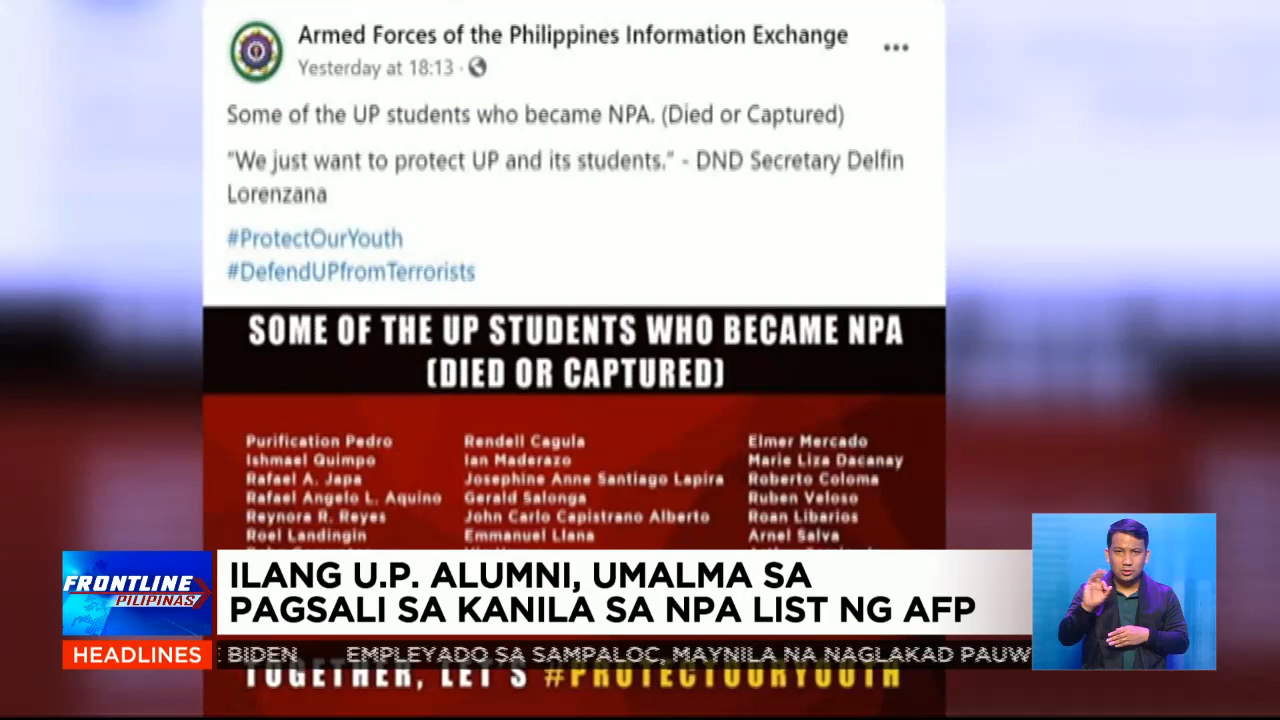 Armed Forces of the Philippines Information Exchange
Yesterday at 18:13 ·
Some of the UP students who became NPA. (Died or Captured)
"We just want to protect UP and its students." - DND Secretary Delfin
Lorenzana
#ProtectOurYouth
#DefendUPfromTerrorists
SOME OF THE UP STUDENTS WHO BECAME NPA
(DIED OR CAPTURED)
Purification Pedro
Ishmael Quimpo
Rafael A. Japa
Rafael Angelo L. Aquino
Reynora R. Reyes
Roel Landingin
Rendell Cagula
Ian Maderazo
Josephine Anne Santiago Lapira
Gerald Salonga
John Carlo Capistrano Alberto
Emmanuel Llana
Elmer Mercado
Marie Liza Dacanay
Roberto Coloma
Ruben Veloso
Roan Libarios
Arnel Salva
FRONTLINE
PILIPINAS
ILANG U.P. ALUMNI, UMALMA SA
PAGSALI SA KANILA SA NPA LIST NG AFP
HEADLINES
E BIDEN EMPLEYADO SA SAMPALOC, MAYNILA NA NAGLAKAD PAUW
TOGETHER, LET'S #PROTECTOURYOUTH